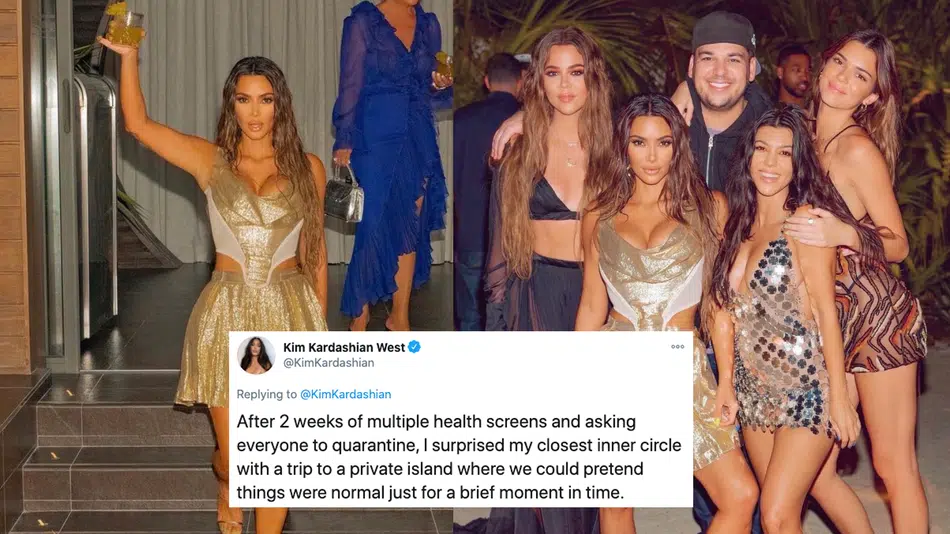 Kim Kardashian West
@KimKardashian
Replying to @KimKardashian
After 2 weeks of multiple health screens and asking
everyone to quarantine, I surprised my closest inner circle
with a trip to a private island where we could pretend
things were normal just for a brief moment in time.